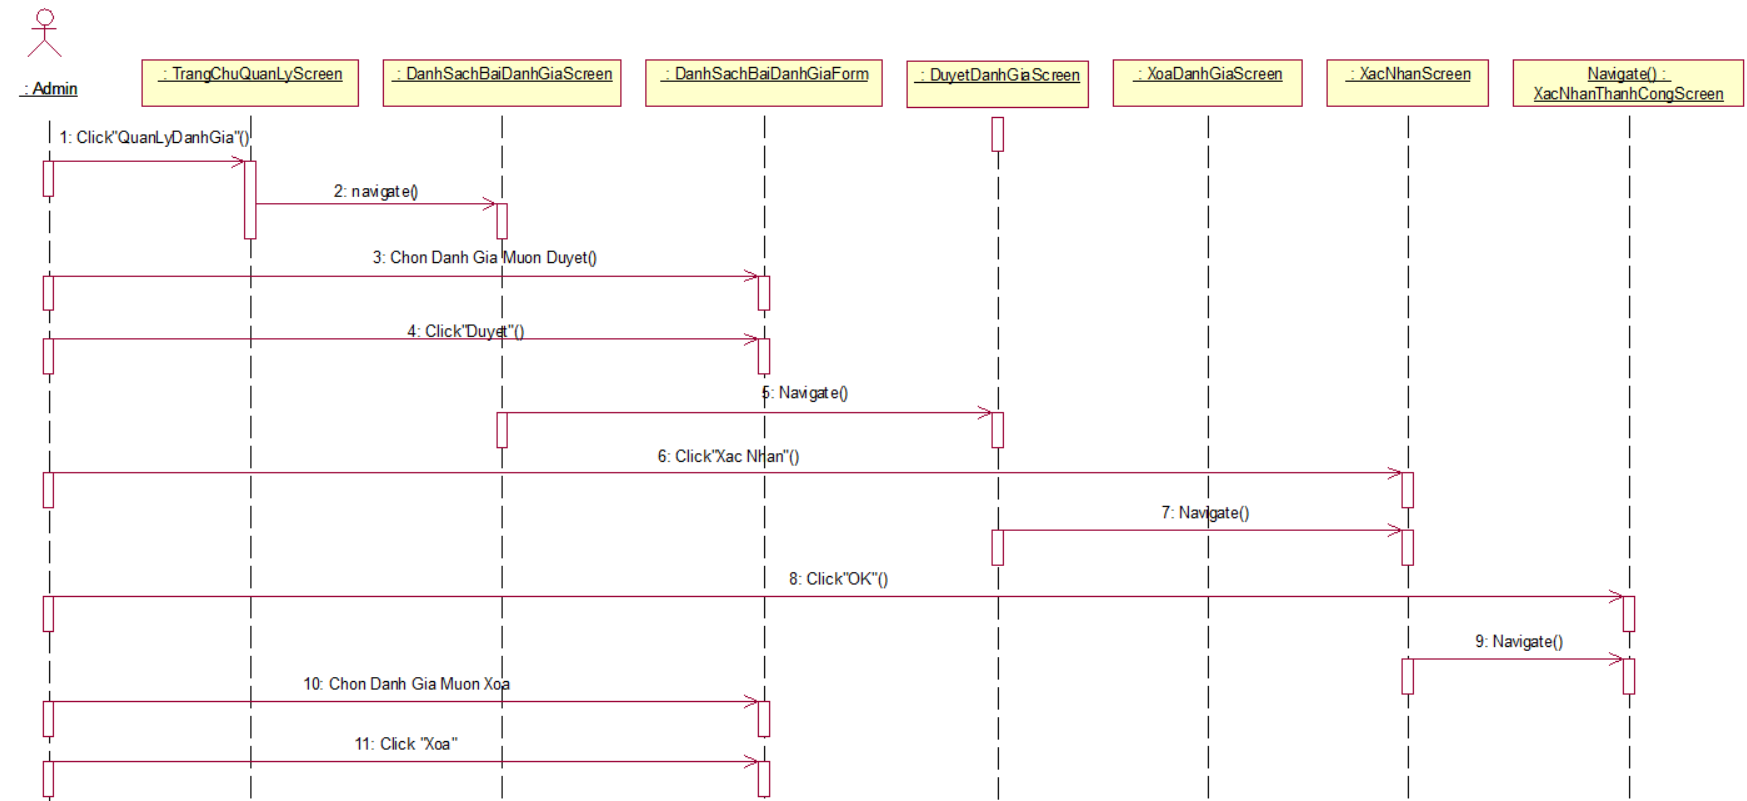 : Admin
: TrangChuQuanLyScreen
: DanhSachBaiDanhGiaScreen
: DanhSachBaiDanhGiaForm
: DuyetDanhGiaScreen
: XoaDanhGiaScreen
: XacNhanScreen
Navigate() :
XacNhanThanhCongScreen
1: Click"QuanLyDanhGia"()
2: navigate()
3: Chon Danh Gia Muon Duyet()
4: Click"Duyet"()
5: Navigate()
6: Click"Xac Nhan"()
7: Navigate()
8: Click"OK"()
9: Navigate()
10: Chon Danh Gia Muon Xoa
11: Click "Xoa"